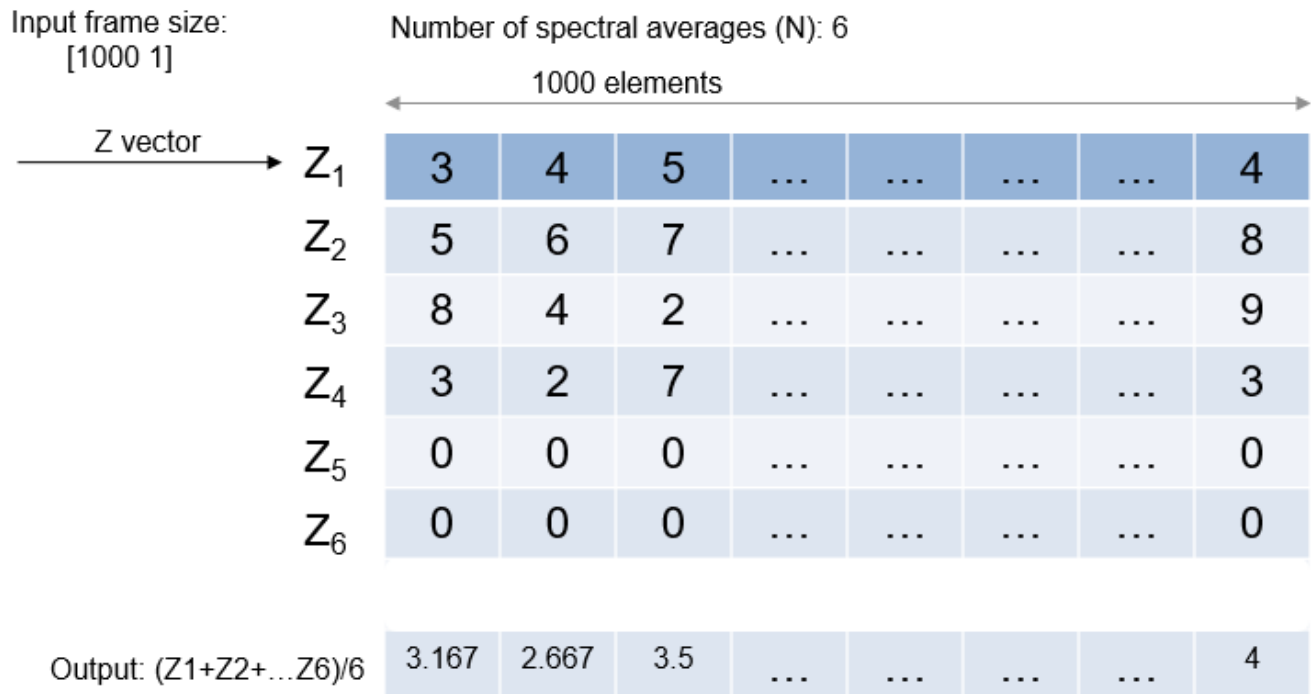 Input frame size:
[1000 1]
Number of spectral averages (N): 6
1000 elements
Z vector
Z₁ 3 4 5 ... ... ... ... 4
Z₂ 5 6 7 ... ... ... ... 8
Z₃ 8 4 2 ... ... ... ... 9
Z₄ 3 2 7 ... ... ... ... 3
Z₅ 0 0 0 ... ... ... ... 0
Z₆ 0 0 0 ... ... ... ... 0
Output: (Z1+Z2+...Z6)/6 3.167 2.667 3.5 ... ... ... ... 4